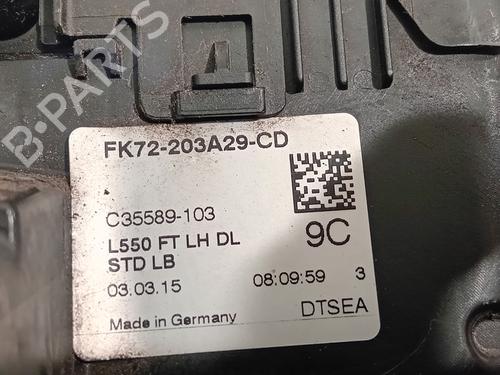 B-PARTS
FK72-203A29-CD
C35589-103
9C
L550 FT LH DL
STD LB
03.03.15 08:09:59 3
Made in Germany DTSEA